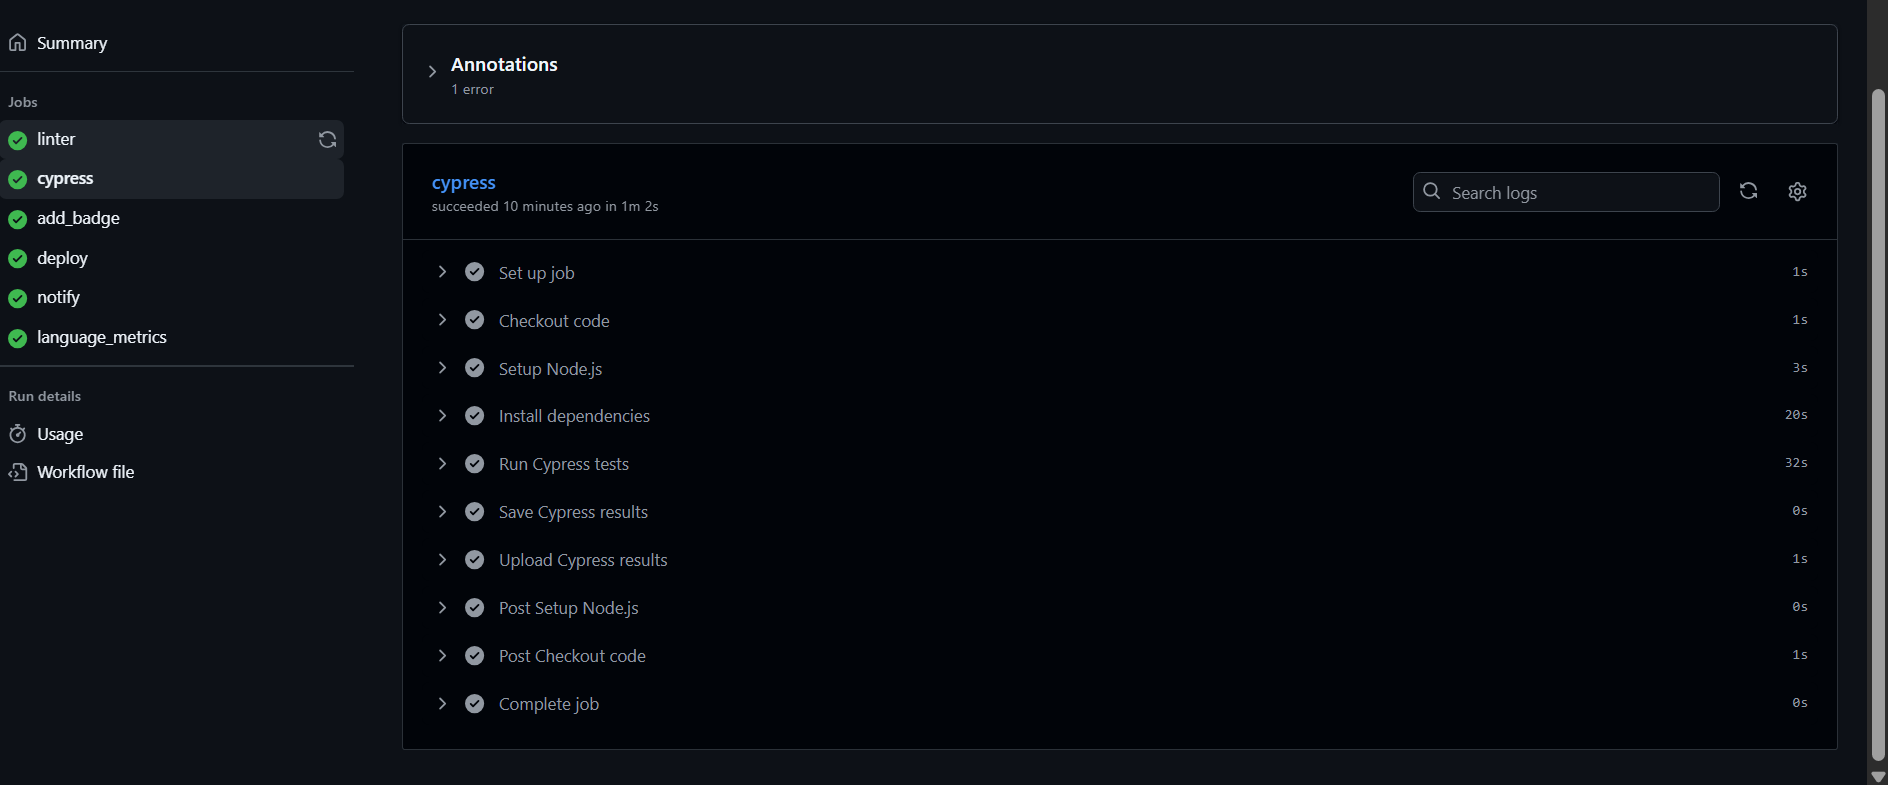 Summary
Jobs
linter
cypress
add_badge
deploy
notify
language_metrics
Run details
Usage
Workflow file
Annotations
1 error
cypress
succeeded 10 minutes ago in 1m 2s
Search logs
Set up job 1s
Checkout code 1s
Setup Node.js 3s
Install dependencies 20s
Run Cypress tests 32s
Save Cypress results 0s
Upload Cypress results 1s
Post Setup Node.js 0s
Post Checkout code 1s
Complete job 0s